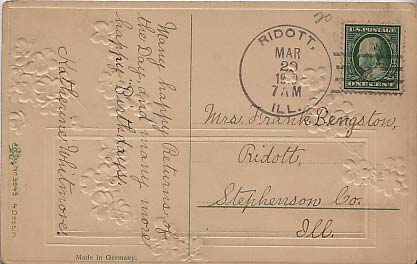 Many happy Returns of
the Day and many more
happy Birthdays.
Katherine Whitmore
20
RIDOTT,
MAR
29
7 AM
ILL.
U.S. POSTAGE
ONE CENT
Mrs. Frank Bengston,
Ridott,
Stephenson Co.
Ill.
Made in Germany.